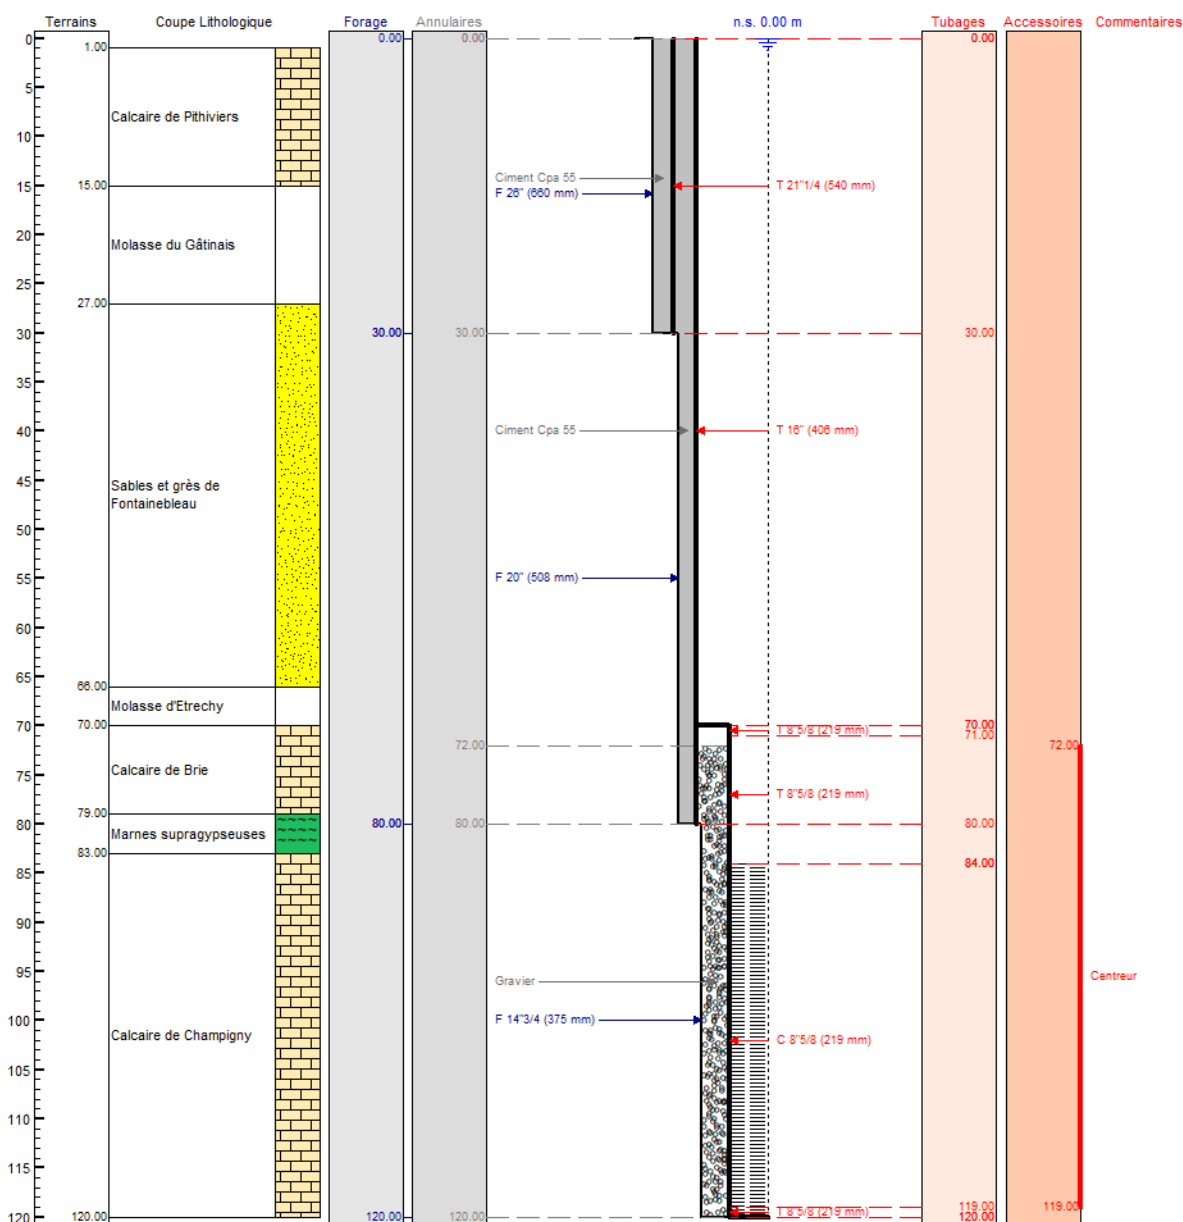 Terrains Coupe Lithologique Forage Annulaires n.s. 0.00 m Tubages Accessoires Commentaires
0 0.00 0.00 0.00
1.00
5
Calcaire de Pithiviers
10
Ciment Cpa 55
15 15.00 F 26" (660 mm) T 21"1/4 (540 mm)
20
Molasse du Gâtinais
25
27.00
30 30.00 30.00 30.00
35
40 Ciment Cpa 55 T 16" (406 mm)
45
Sables et grès de
Fontainebleau
50
55 F 20" (508 mm)
60
65
66.00
Molasse d'Etrechy
70 70.00 70.00
T 8"5/8 (219 mm)
71.00
72.00 72.00
75
Calcaire de Brie T 8"5/8 (219 mm)
79.00
80 80.00 80.00 80.00
Marnes supragypseuses
83.00
84.00
85
90
95
Gravier Centreur
100 F 14"3/4 (375 mm)
Calcaire de Champigny C 8"5/8 (219 mm)
105
110
115
119.00 119.00
T 8"5/8 (219 mm)
120 120.00 120.00 120.00 120.00